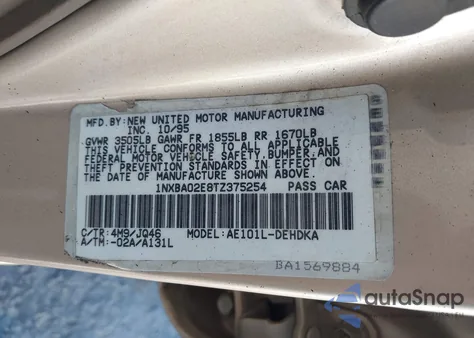 MFD.BY:NEW UNITED MOTOR MANUFACTURING
INC. 10/95
GVWR 3505LB GAWR FR 1855LB RR 1670LB
THIS VEHICLE CONFORMS TO ALL APPLICABLE
FEDERAL MOTOR VEHICLE SAFETY, BUMPER, AND
THEFT PREVENTION STANDARDS IN EFFECT ON
THE DATE OF MANUFACTURE SHOWN ABOVE.
1NXBA02E8TZ375254 PASS CAR
C/TR: 4M9/JQ46 MODEL: AE101L-DEHDKA
A/TM:-02A/A131L
BA1569884
autaSnap